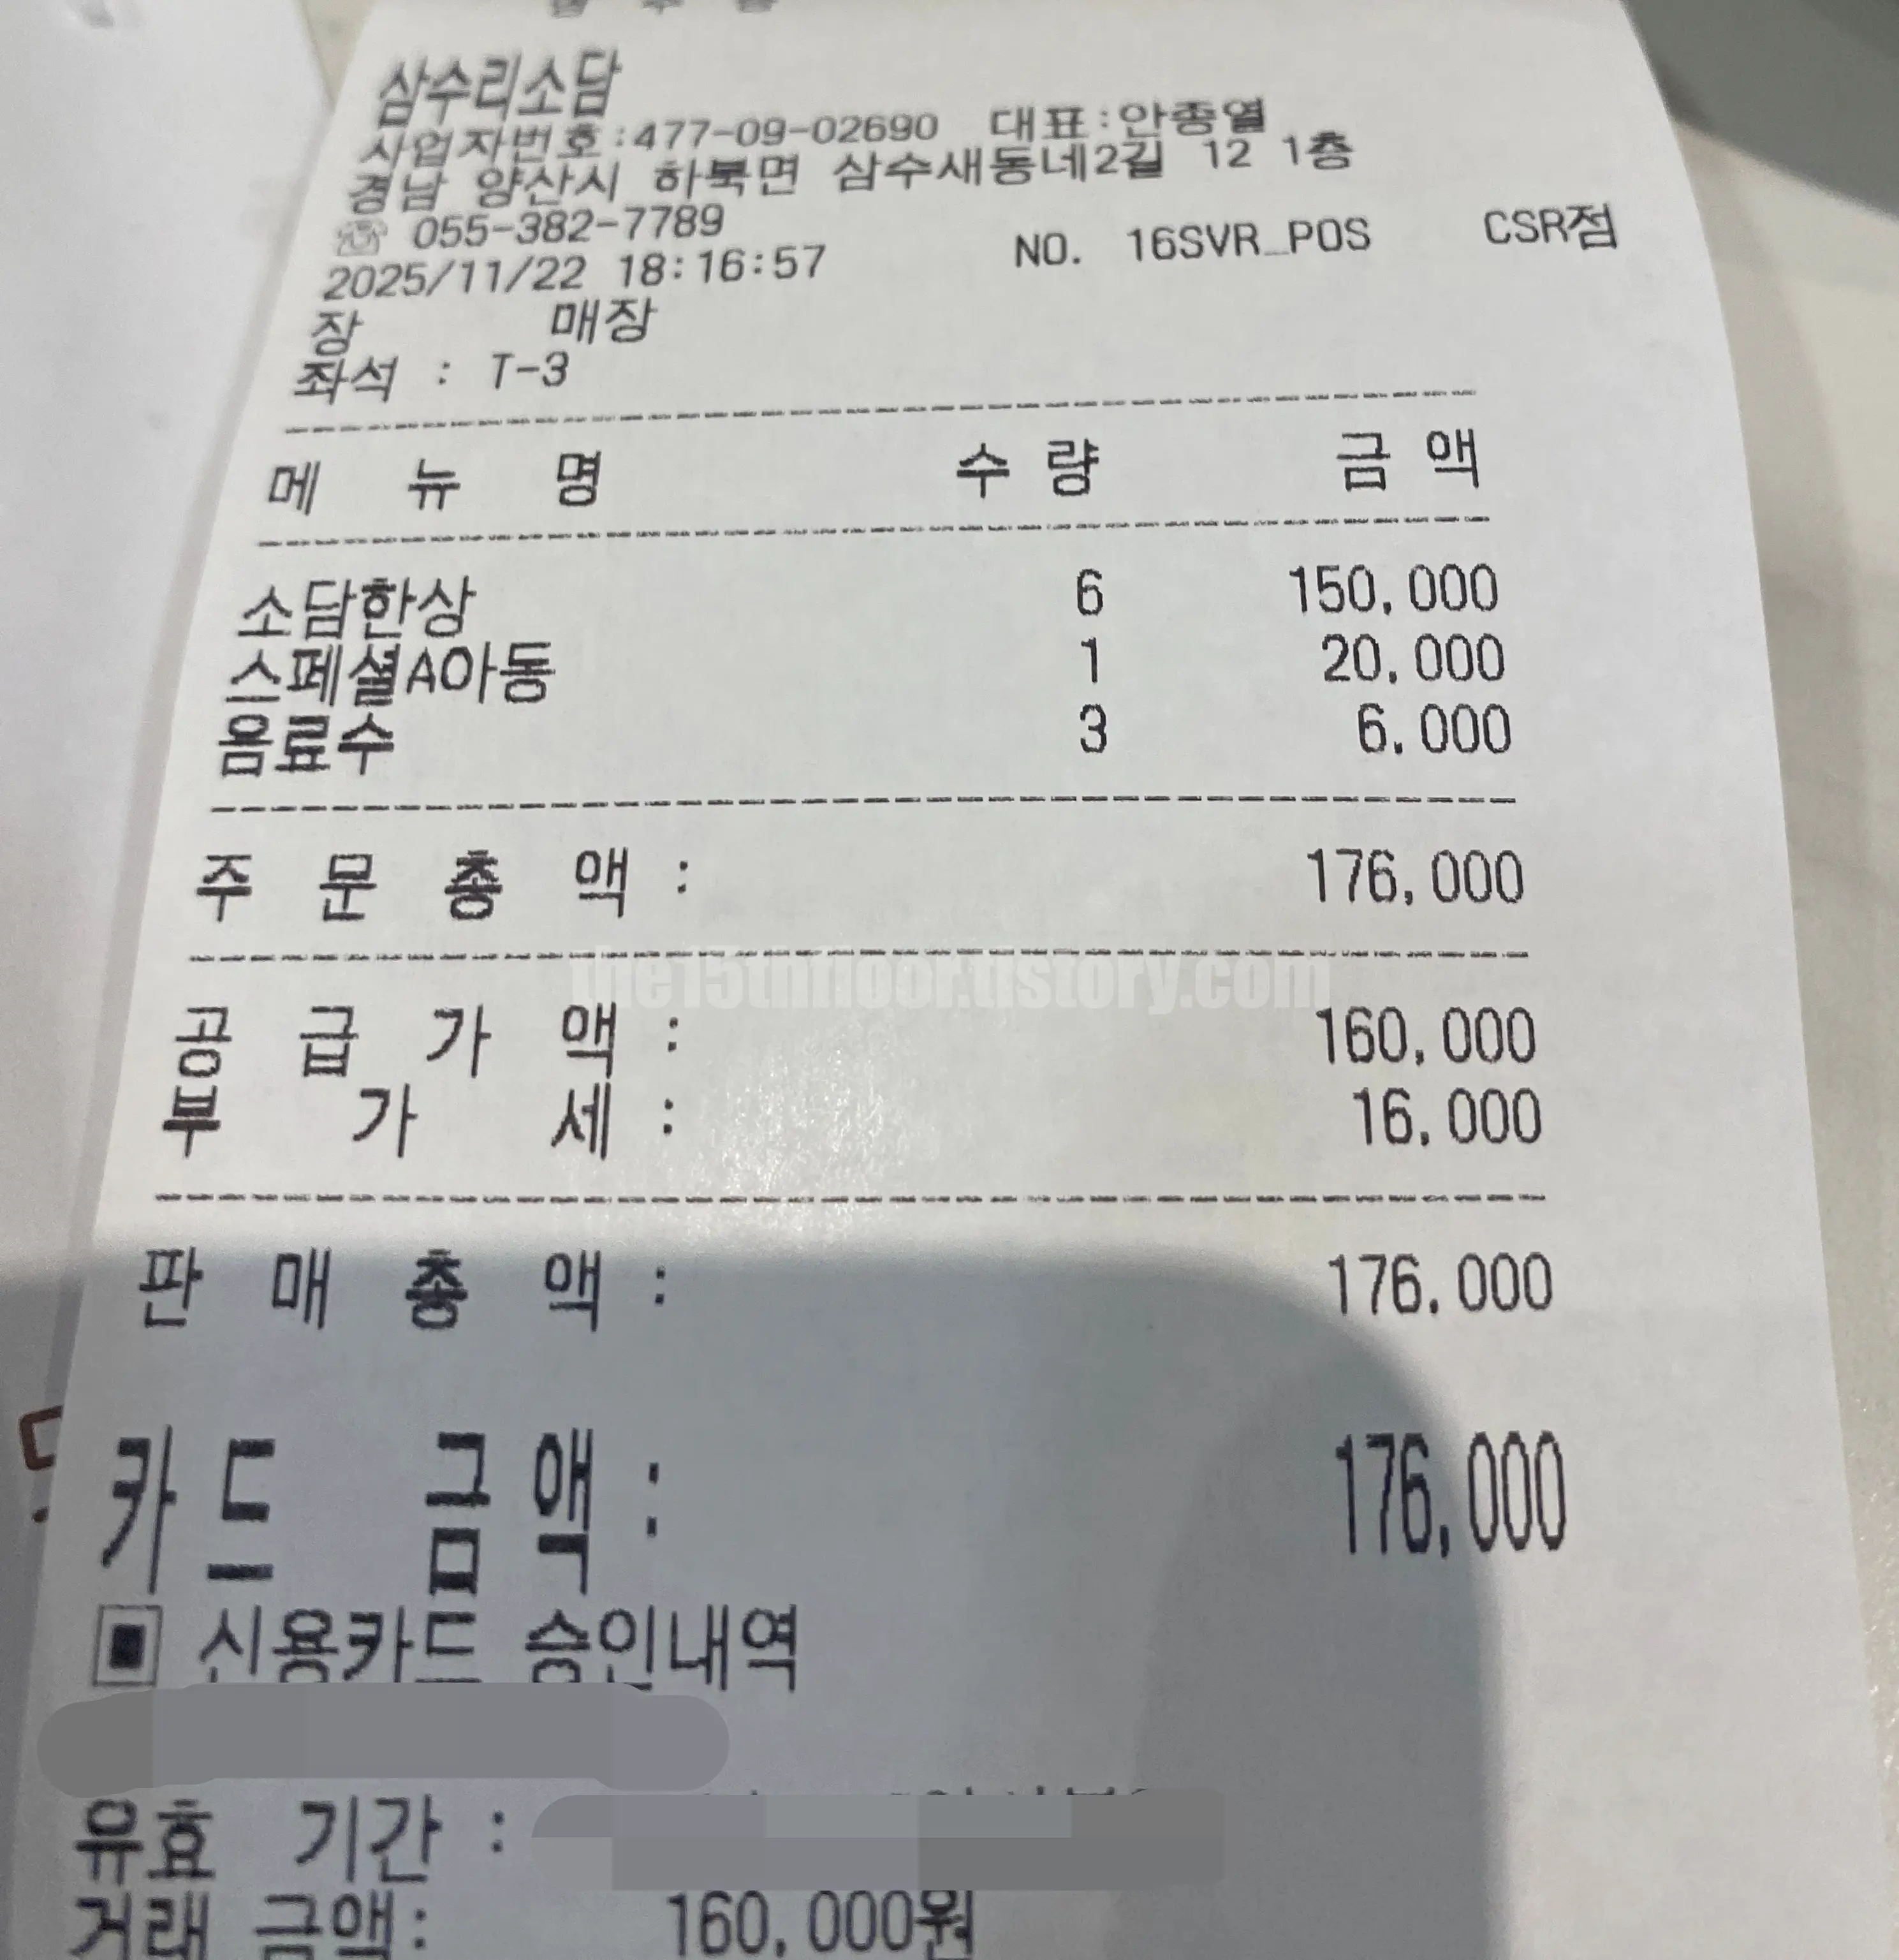 삼수리소담
사업자번호:477-09-02690 대표:안종열
경남 양산시 하북면 삼수새동네2길 12 1층
☏ 055-382-7789
2025/11/22 18:16:57 NO. 16SVR_POS CSR점
장 매장
좌석 : T-3
메 뉴 명 수 량 금 액
소담한상 6 150,000
스페셜A아동 1 20,000
음료수 3 6,000
주 문 총 액 : 176,000
the15thfloor.tistory.com
공 급 가 액 : 160,000
부 가 세 : 16,000
판 매 총 액 : 176,000
카드 금액 : 176,000
▣ 신용카드 승인내역
유효 기간 :
거래 금액: 160,000원